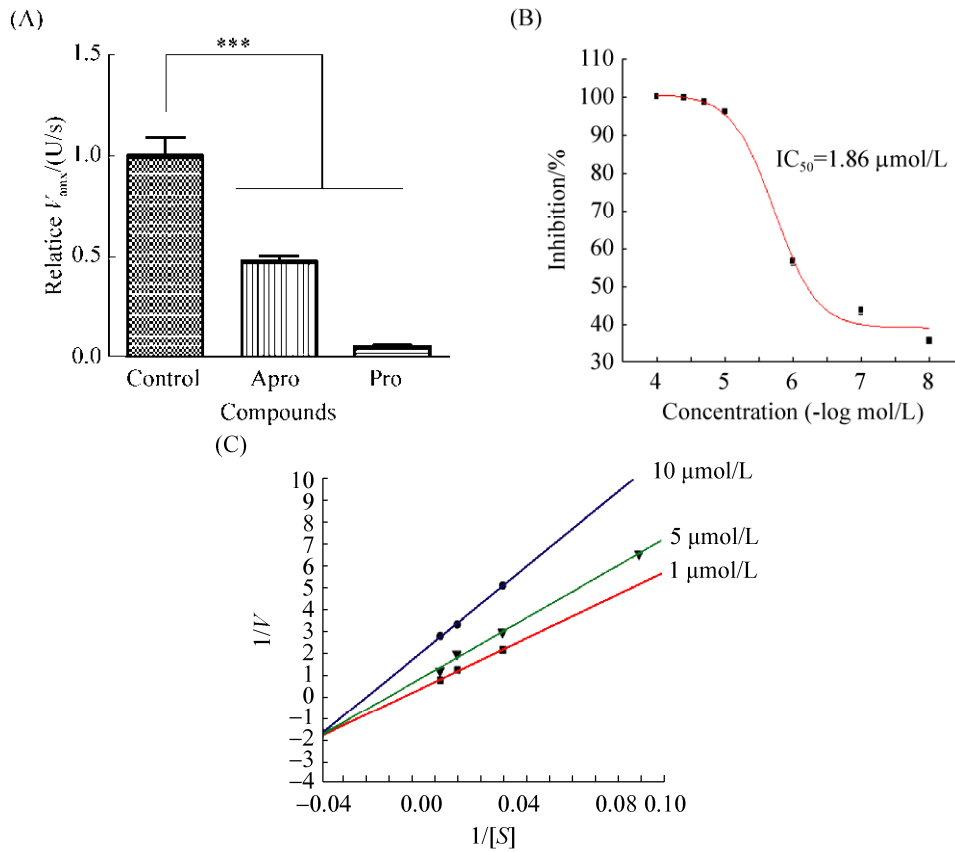 (A)
***
1.5
1.0
0.5
0.0
Relatice Vamx/(U/s)
Control Apro Pro
Compounds
(B)
110
100
90
80
70
60
50
40
30
Inhibition/%
IC50=1.86 μmol/L
4 5 6 7 8
Concentration (-log mol/L)
(C)
10
9
8
7
6
5
4
3
2
1
0
−1
−2
−3
−4
1/V
10 μmol/L
5 μmol/L
1 μmol/L
−0.04 0.00 0.04 0.08 0.10
1/[S]